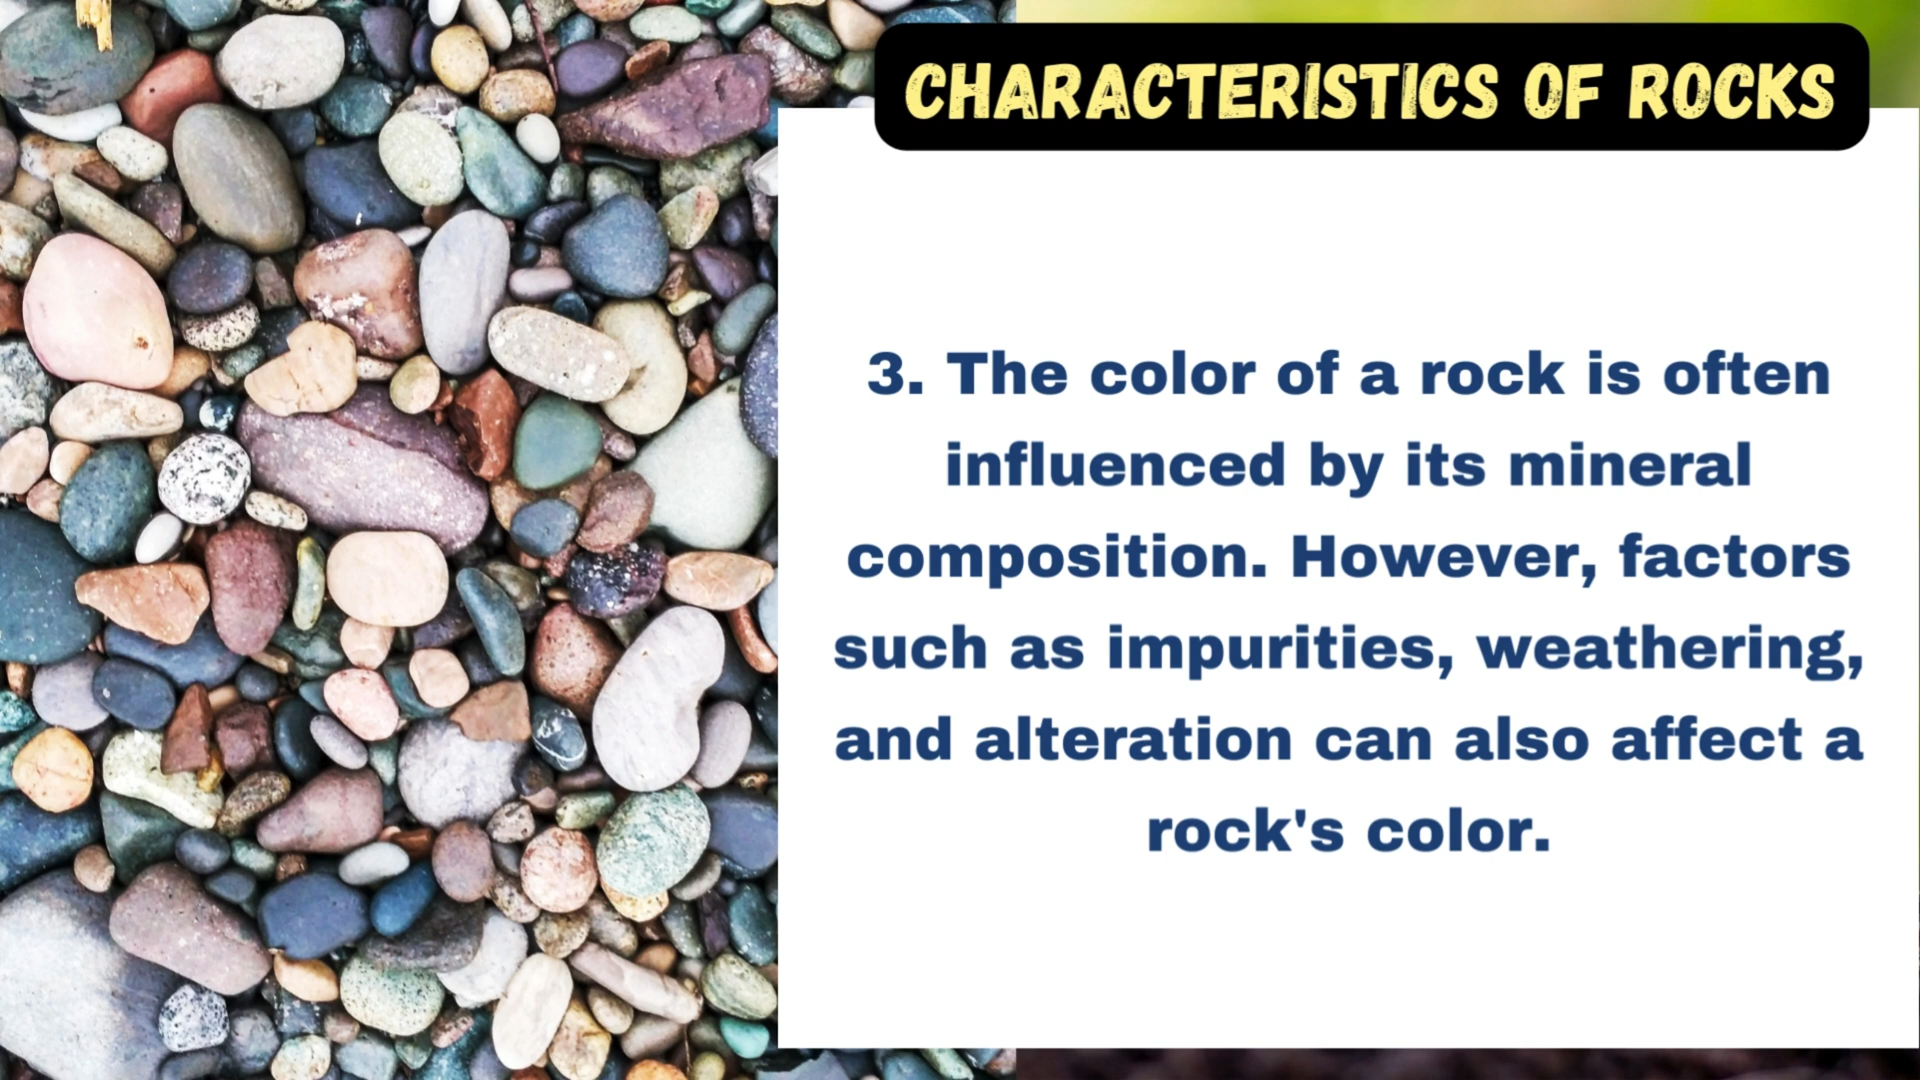 CHARACTERISTICS OF ROCKS
3. The color of a rock is often
influenced by its mineral
composition. However, factors
such as impurities, weathering,
and alteration can also affect a
rock's color.